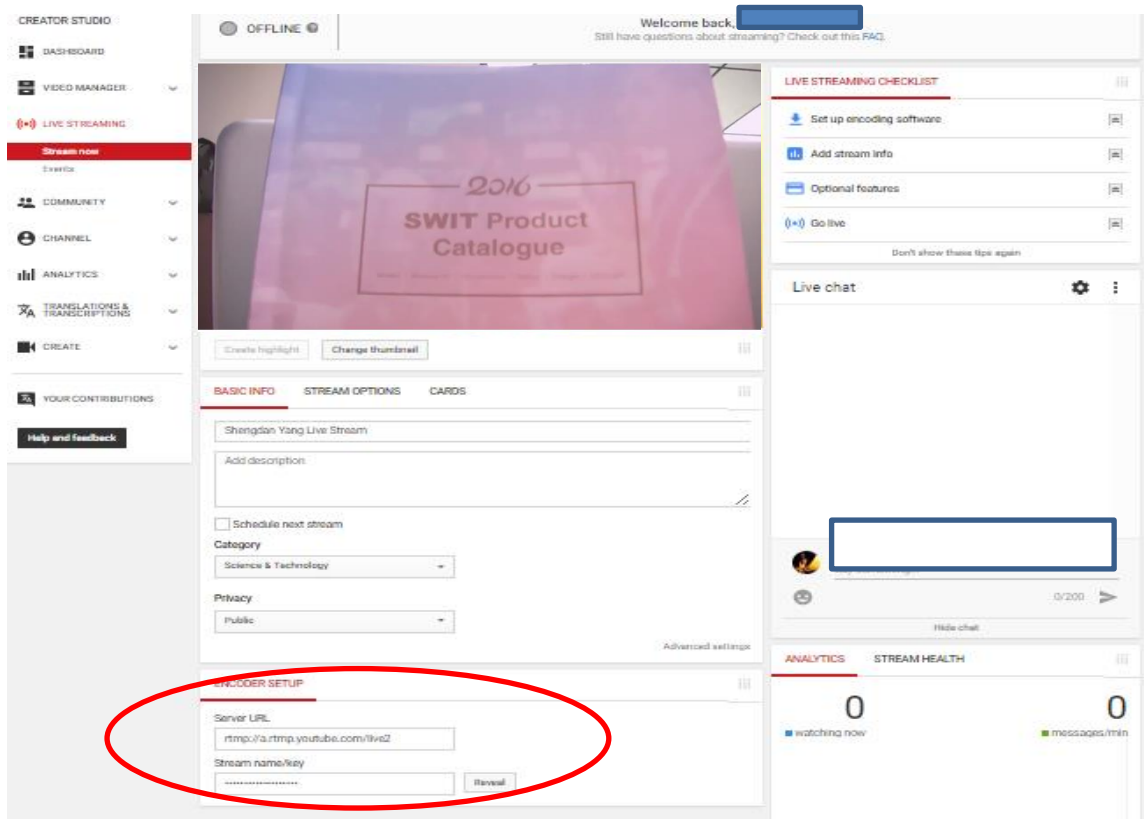 CREATOR STUDIO
DASHBOARD
VIDEO MANAGER
LIVE STREAMING
Stream now
Events
COMMUNITY
CHANNEL
ANALYTICS
TRANSLATIONS &
TRANSCRIPTIONS
CREATE
YOUR CONTRIBUTIONS
Help and feedback
OFFLINE
Welcome back,
Still have questions about streaming? Check out this FAQ.
2016
SWIT Product
Catalogue
Create highlight
Change thumbnail
BASIC INFO STREAM OPTIONS CARDS
Shengdan Yang Live Stream
Add description
Schedule next stream
Category
Science & Technology
Privacy
Public
Advanced settings
ENCODER SETUP
Server URL
rtmp://a.rtmp.youtube.com/live2
Stream name/key
Reveal
LIVE STREAMING CHECKLIST
Set up encoding software
Add stream info
Optional features
Go live
Don't show these tips again
Live chat
0/200
Hide chat
ANALYTICS STREAM HEALTH
0 0
watching now messages/min